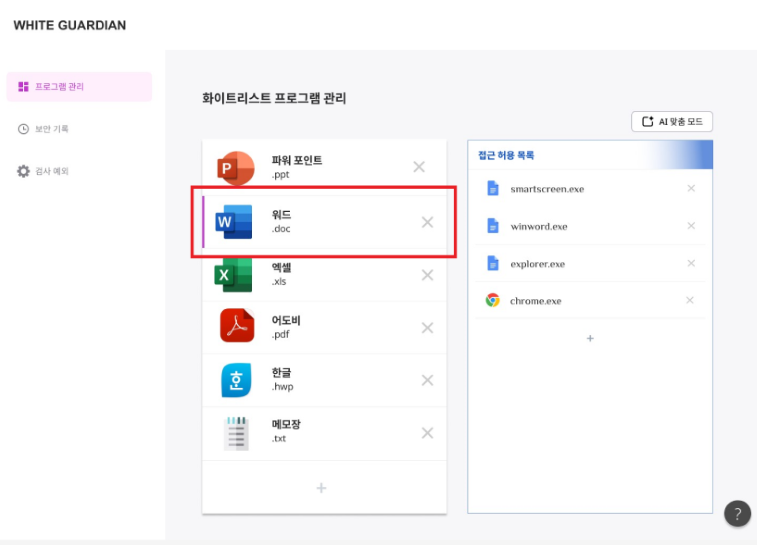 WHITE GUARDIAN
프로그램 관리
보안 기록
검사 예외
화이트리스트 프로그램 관리
AI 맞춤 모드
파워 포인트
.ppt
워드
.doc
엑셀
.xls
어도비
.pdf
한글
.hwp
메모장
.txt
접근 허용 목록
smartscreen.exe
winword.exe
explorer.exe
chrome.exe